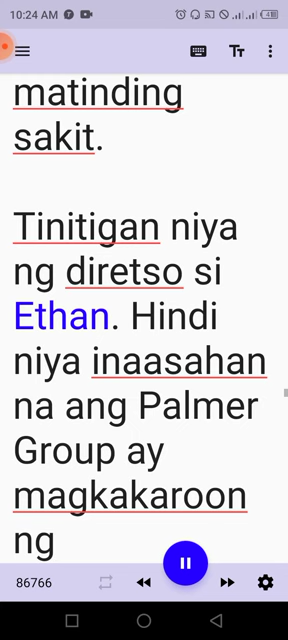 10:24 AM
48
matinding
sakit.
Tinitigan niya
ng diretso si
Ethan. Hindi
niya inaasahan
na ang Palmer
Group ay
magkakaroon
ng
86766